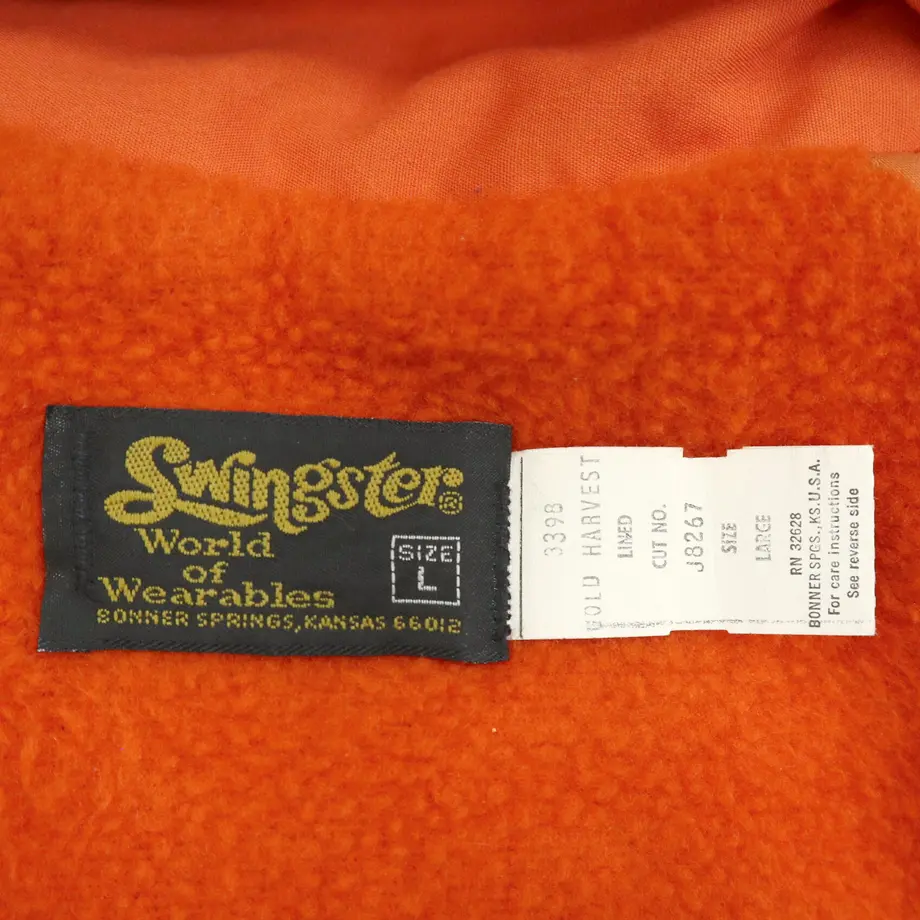 Swingster®
World
of
Wearables
SIZE
L
BONNER SPRINGS, KANSAS 66012
3398
HARVEST
LINED
CUT NO.
J8267
SIZE
LARGE
RN 32628
BONNER SPGS., KS. U.S.A.
For care instructions
See reverse side